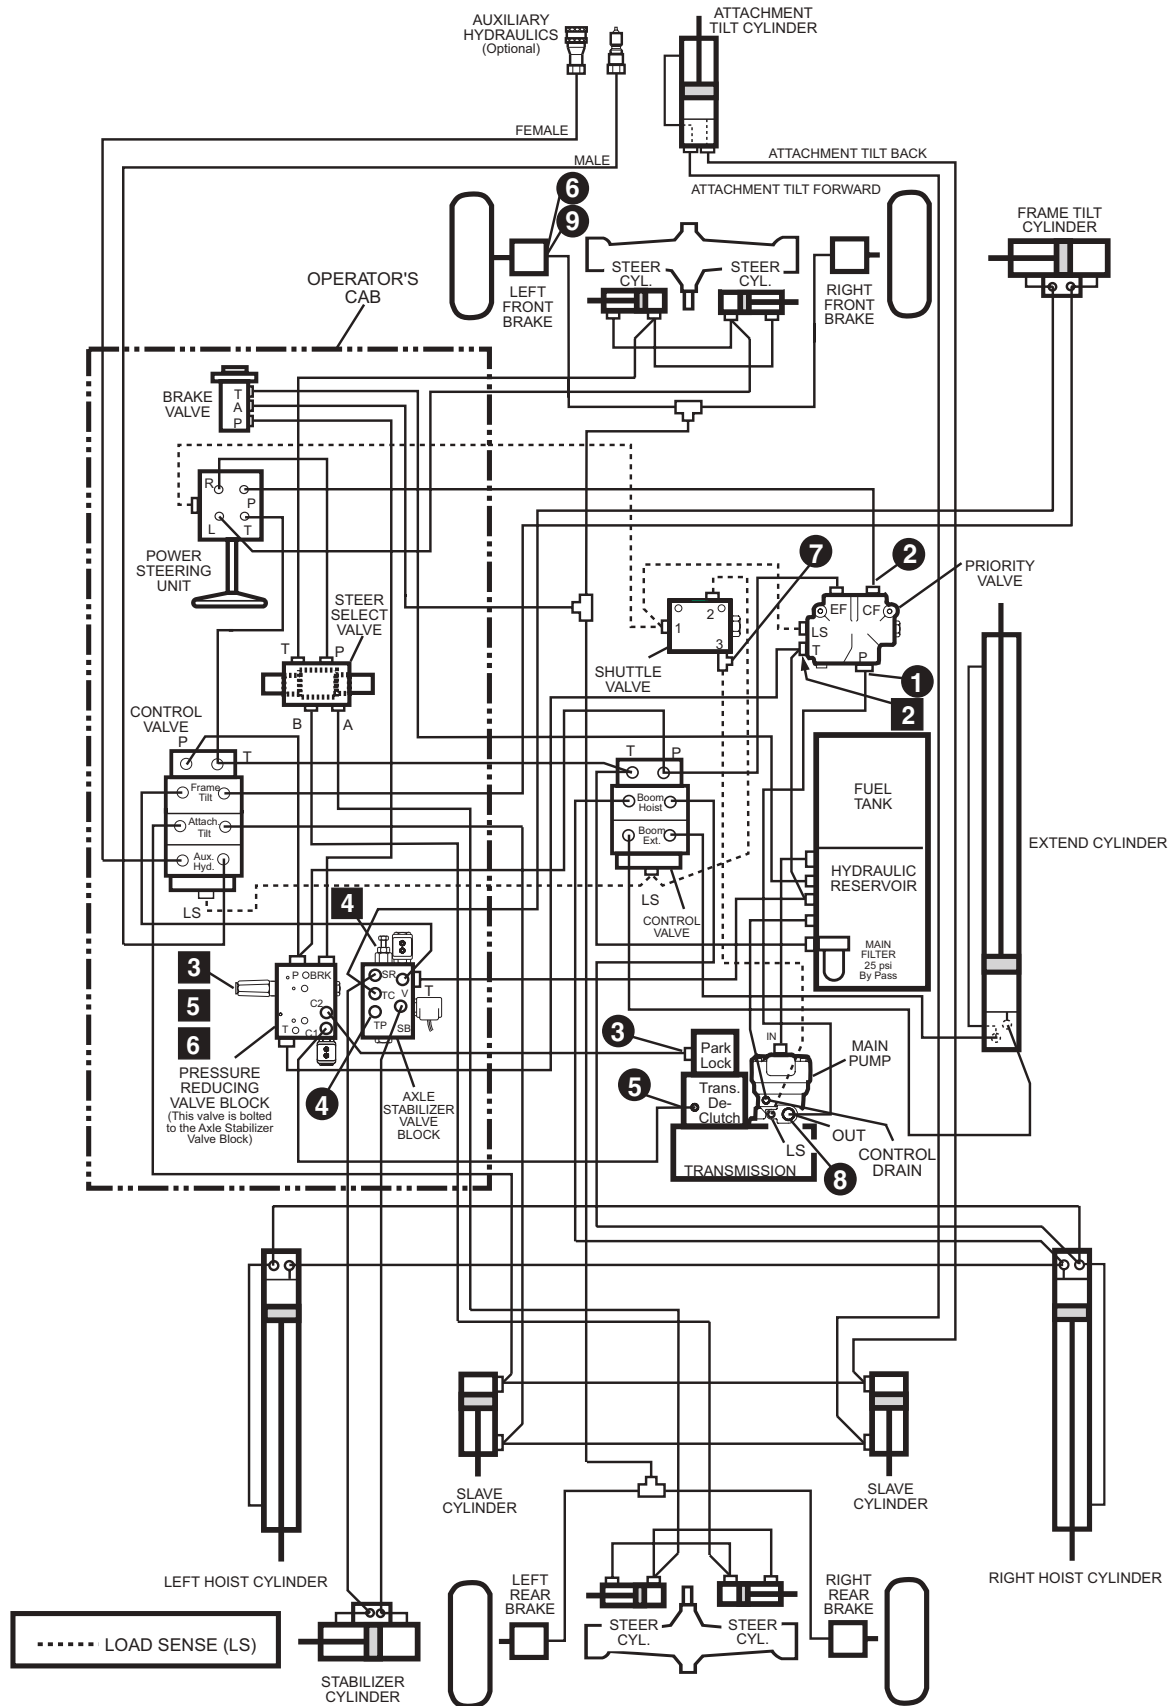 AUXILIARY
HYDRAULICS
(Optional)
ATTACHMENT
TILT CYLINDER
FEMALE
MALE
ATTACHMENT TILT BACK
ATTACHMENT TILT FORWARD
6
9
FRAME TILT
CYLINDER
OPERATOR'S
CAB
LEFT
FRONT
BRAKE
STEER
CYL.
STEER
CYL.
RIGHT
FRONT
BRAKE
BRAKE
VALVE
T
A
P
R
P
L
T
POWER
STEERING
UNIT
STEER
SELECT
VALVE
T
P
B
A
7
2
PRIORITY
VALVE
EF
CF
LS
T
P
1
2
3
SHUTTLE
VALVE
1
2
CONTROL
VALVE
P
T
Frame
Tilt
Attach.
Tilt
Aux.
Hyd.
LS
T
P
Boom
Hoist
Boom
Ext.
LS
CONTROL
VALVE
FUEL
TANK
HYDRAULIC
RESERVOIR
MAIN
FILTER
25 psi
By Pass
EXTEND CYLINDER
4
3
5
6
P
BRK
C2
T
C1
SR
TC
V
T
TP
SB
PRESSURE
REDUCING
VALVE BLOCK
(This valve is bolted
to the Axle Stabilizer
Valve Block)
4
AXLE
STABILIZER
VALVE
BLOCK
3
5
Park
Lock
Trans.
De-
Clutch
IN
MAIN
PUMP
OUT
LS
CONTROL
DRAIN
TRANSMISSION
8
LEFT HOIST CYLINDER
SLAVE
CYLINDER
SLAVE
CYLINDER
RIGHT HOIST CYLINDER
LEFT
REAR
BRAKE
STEER
CYL.
STEER
CYL.
RIGHT
REAR
BRAKE
LOAD SENSE (LS)
STABILIZER
CYLINDER